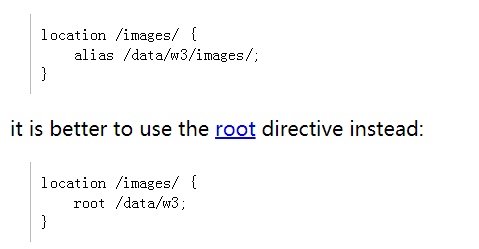 location /images/ {
    alias /data/w3/images/;
}
it is better to use the root directive instead:
location /images/ {
    root /data/w3;
}